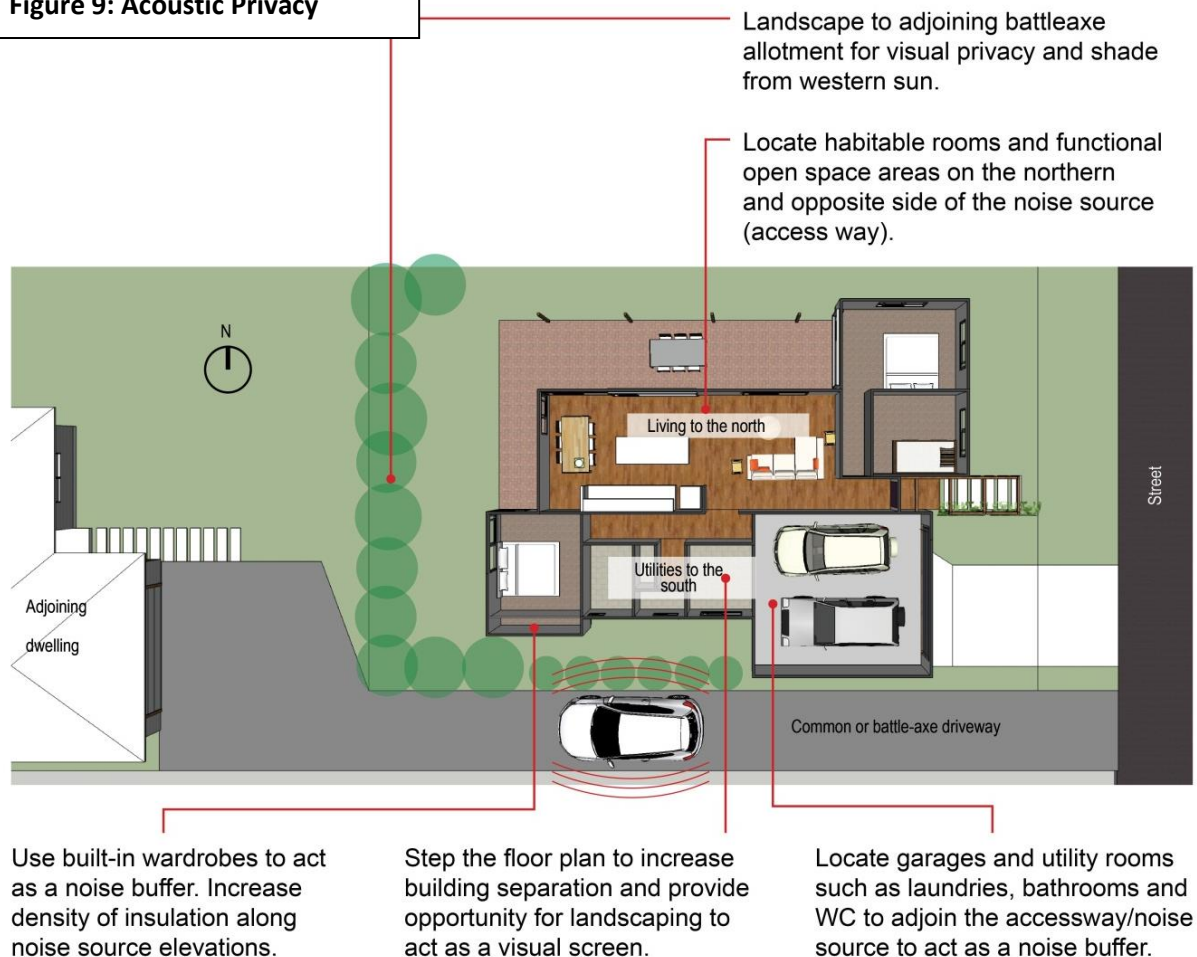 Figure 9: Acoustic Privacy
Landscape to adjoining battleaxe
allotment for visual privacy and shade
from western sun.
Locate habitable rooms and functional
open space areas on the northern
and opposite side of the noise source
(access way).
N
Living to the north
Street
Utilities to the
south
Adjoining
dwelling
Common or battle-axe driveway
Use built-in wardrobes to act
as a noise buffer. Increase
density of insulation along
noise source elevations.
Step the floor plan to increase
building separation and provide
opportunity for landscaping to
act as a visual screen.
Locate garages and utility rooms
such as laundries, bathrooms and
WC to adjoin the accessway/noise
source to act as a noise buffer.